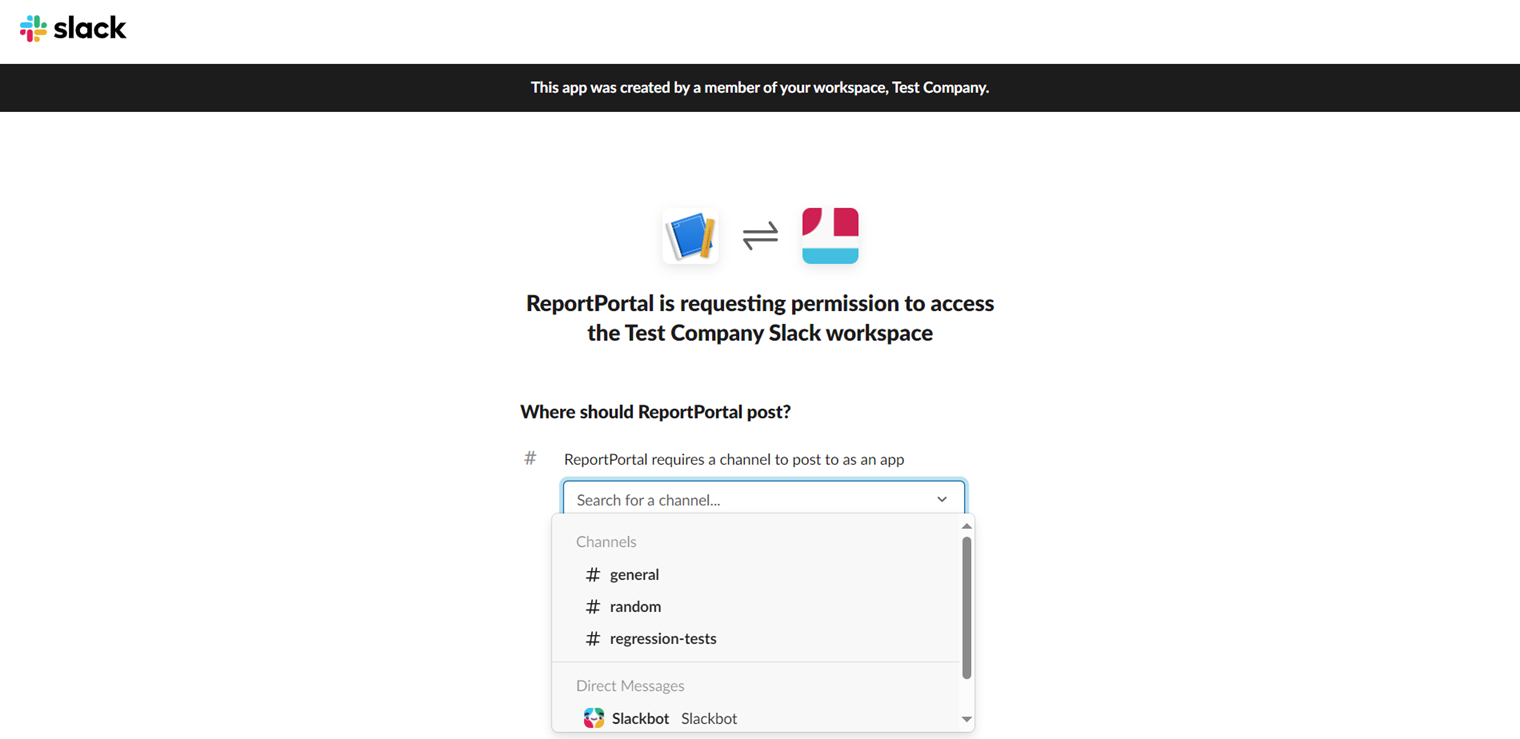 slack
This app was created by a member of your workspace, Test Company.
ReportPortal is requesting permission to access
the Test Company Slack workspace
Where should ReportPortal post?
# ReportPortal requires a channel to post to as an app
Search for a channel...
Channels
# general
# random
# regression-tests
Direct Messages
Slackbot Slackbot